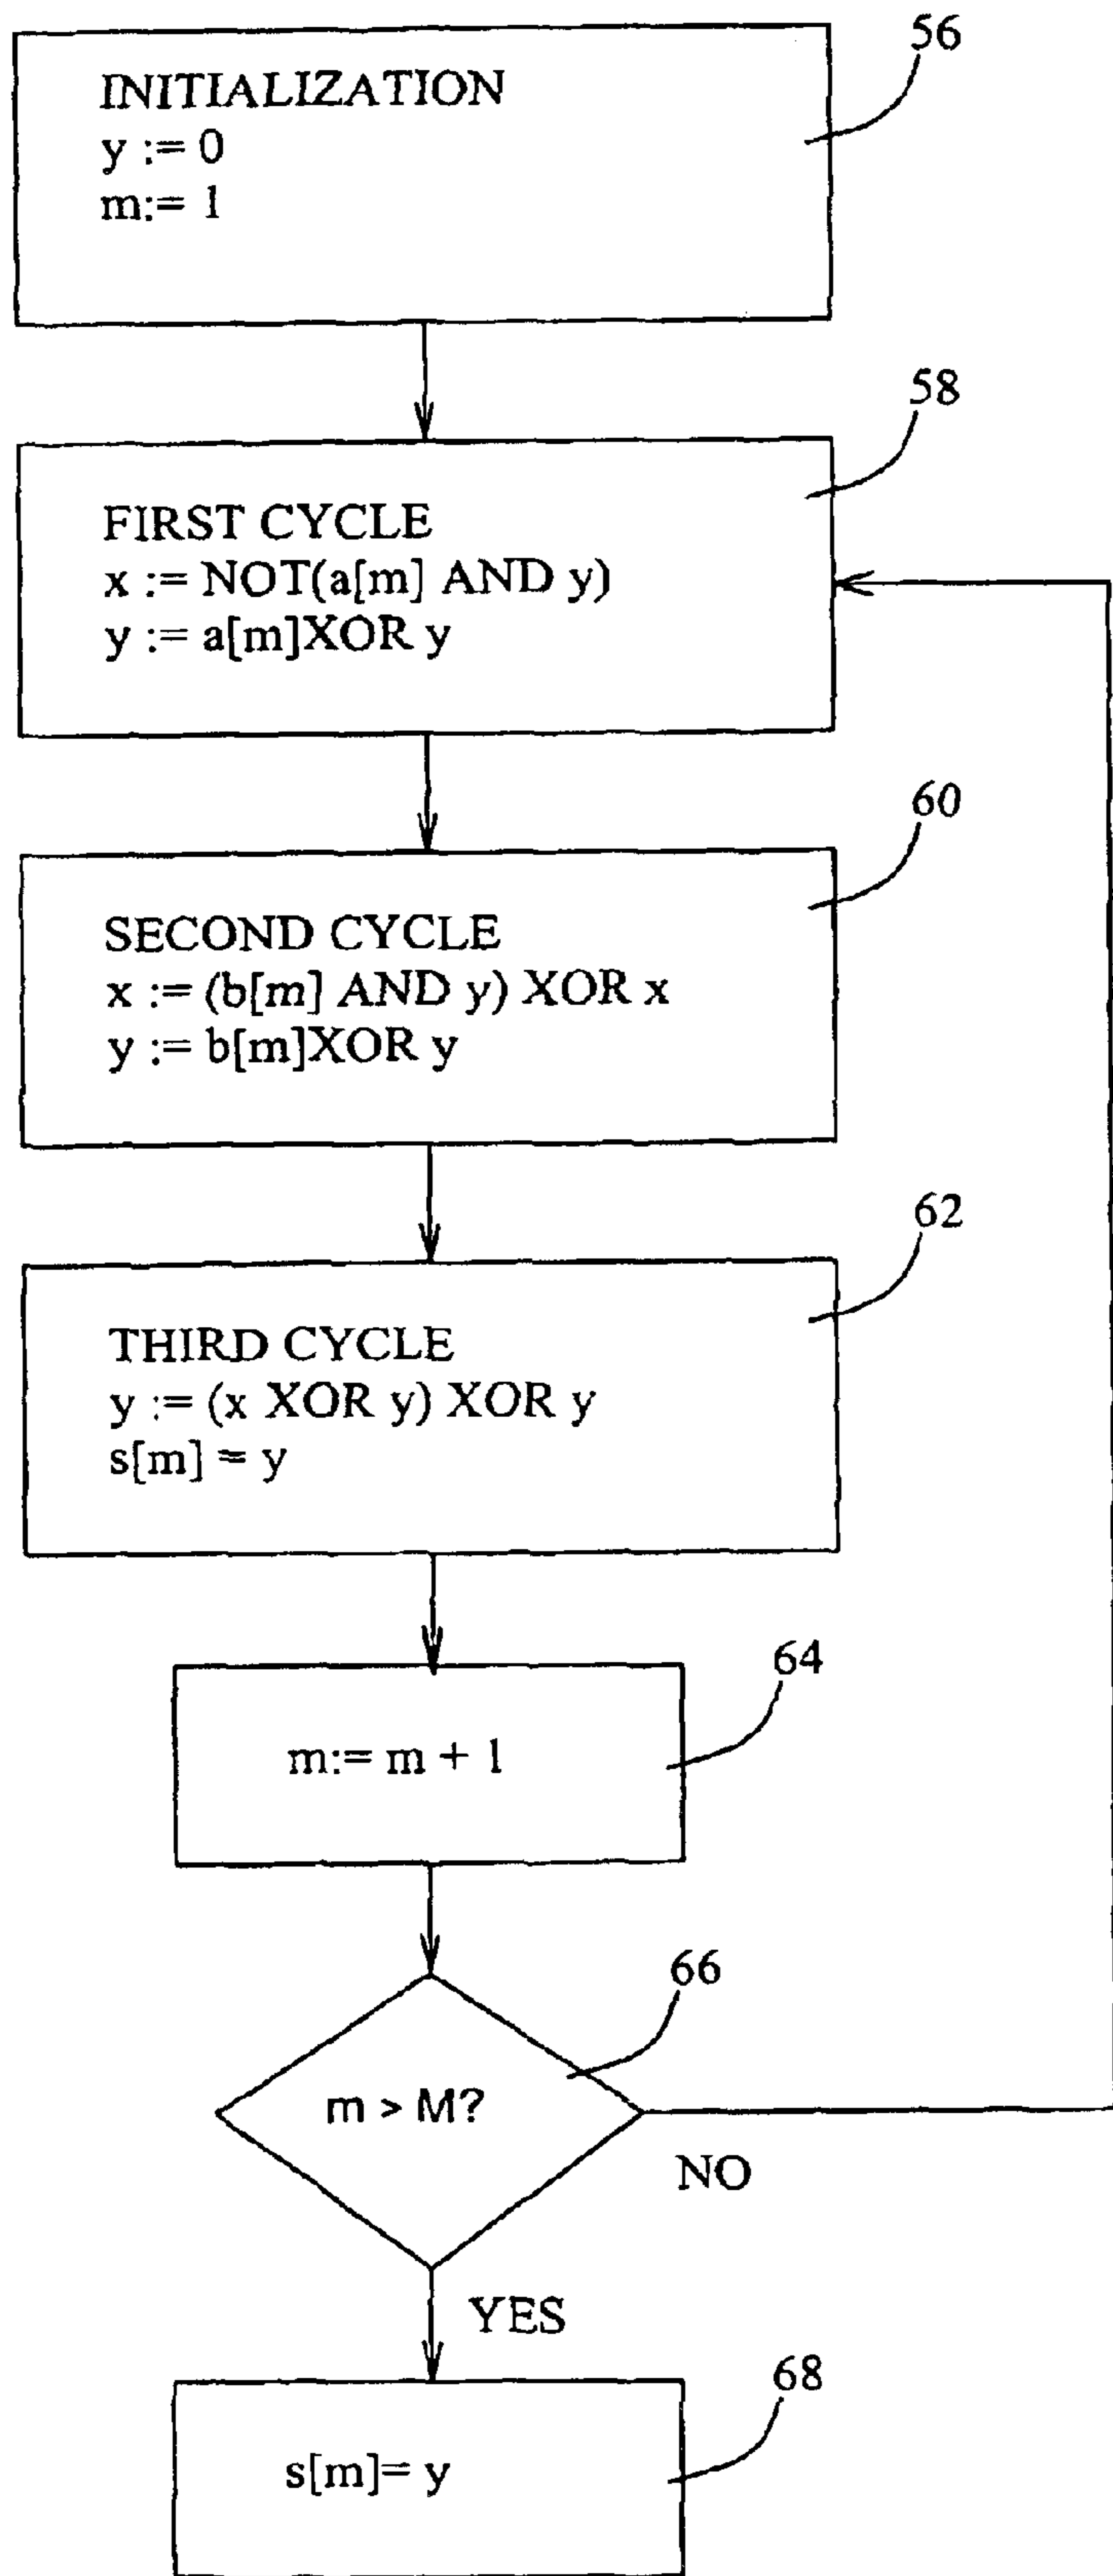 56
INITIALIZATION
y := 0
m:= 1
58
FIRST CYCLE
x := NOT(a[m] AND y)
y := a[m]XOR y
60
SECOND CYCLE
x := (b[m] AND y) XOR x
y := b[m]XOR y
62
THIRD CYCLE
y := (x XOR y) XOR y
s[m] = y
64
m:= m + 1
66
m > M?
NO
YES
68
s[m]= y